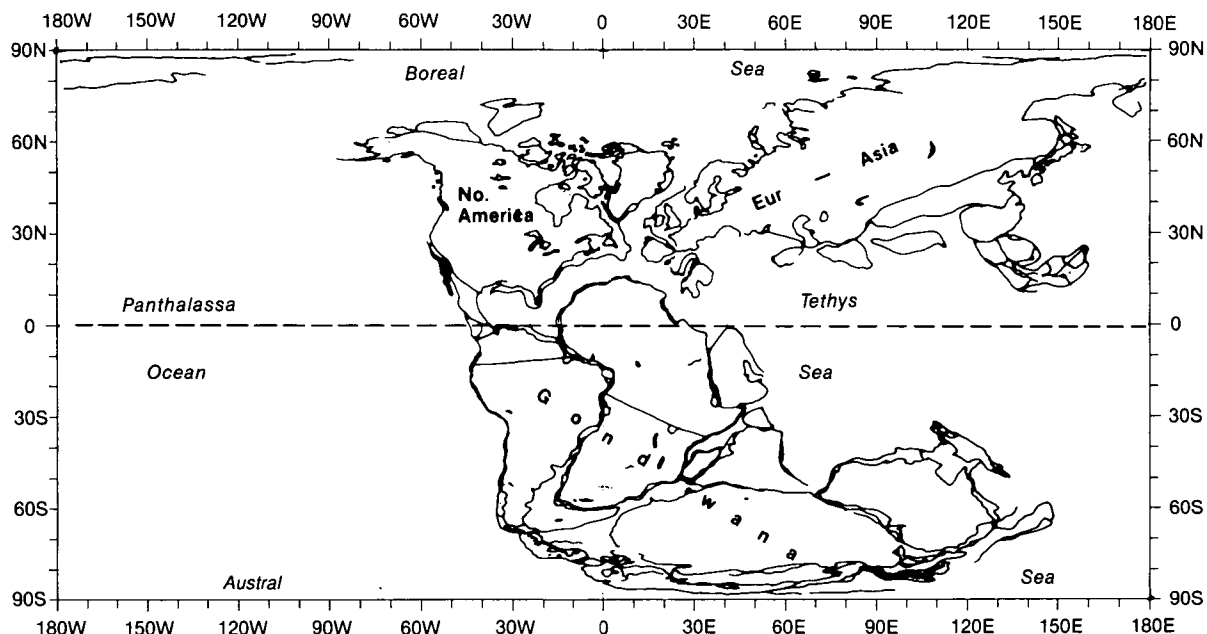 180W 150W 120W 90W 60W 30W 0 30E 60E 90E 120E 150E 180E
90N 90N
Boreal Sea
60N 60N
No. America
Eur Asia
30N 30N
Panthalassa Tethys
0 0
Ocean Sea
Gondwana
30S 30S
60S 60S
Austral Sea
90S 90S
180W 150W 120W 90W 60W 30W 0 30E 60E 90E 120E 150E 180E